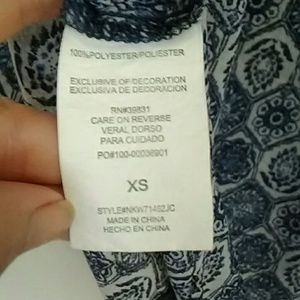 100%POLYESTER/POLIESTER
EXCLUSIVE OF DECORATION
EXCLUSIVA DE DECORACION
RN#39831
CARE ON REVERSE
VERAL DORSO
PARA CUIDADO
PO#100-00036901
XS
STYLE#NKW71462JC
MADE IN CHINA
HECHO EN CHINA